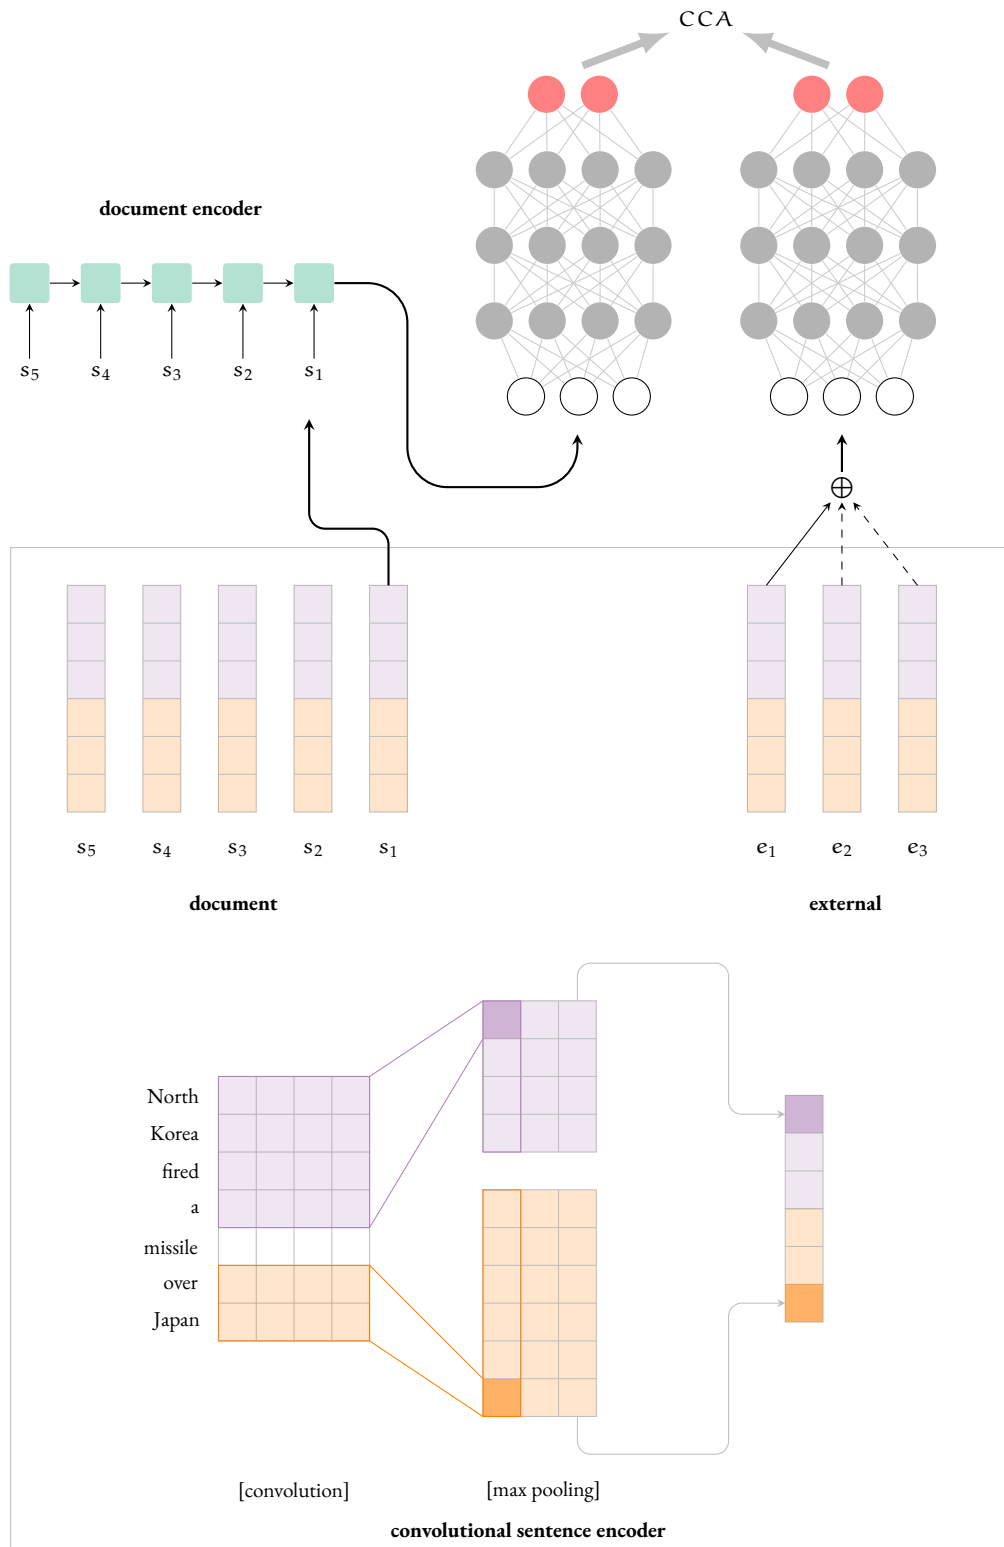 CCA
document encoder
s5 s4 s3 s2 s1
s5 s4 s3 s2 s1
e1 e2 e3
document
external
North
Korea
fired
a
missile
over
Japan
[convolution]
[max pooling]
convolutional sentence encoder